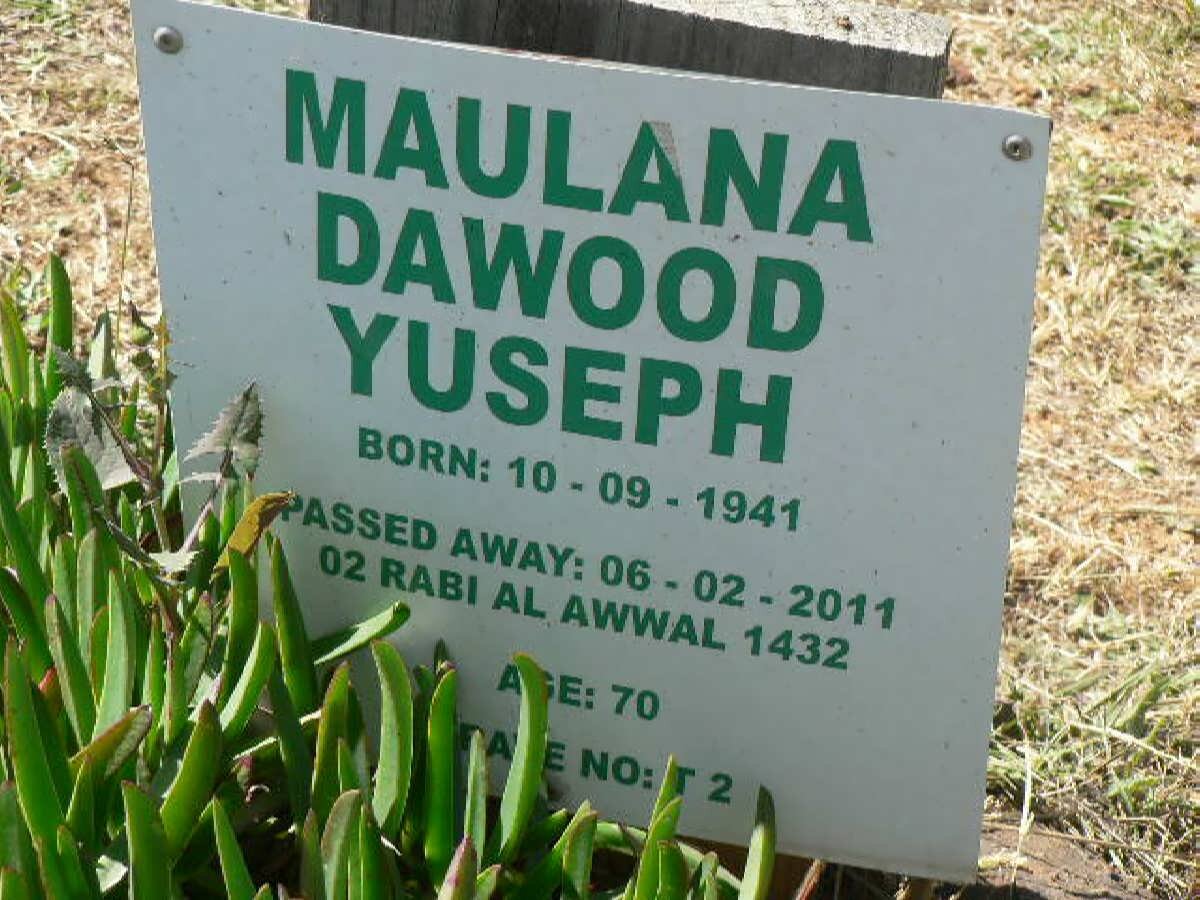 MAULANA
DAWOOD
YUSEPH
BORN: 10 - 09 - 1941
PASSED AWAY: 06 - 02 - 2011
02 RABI AL AWWAL 1432
AGE: 70
GRAVE NO: T 2